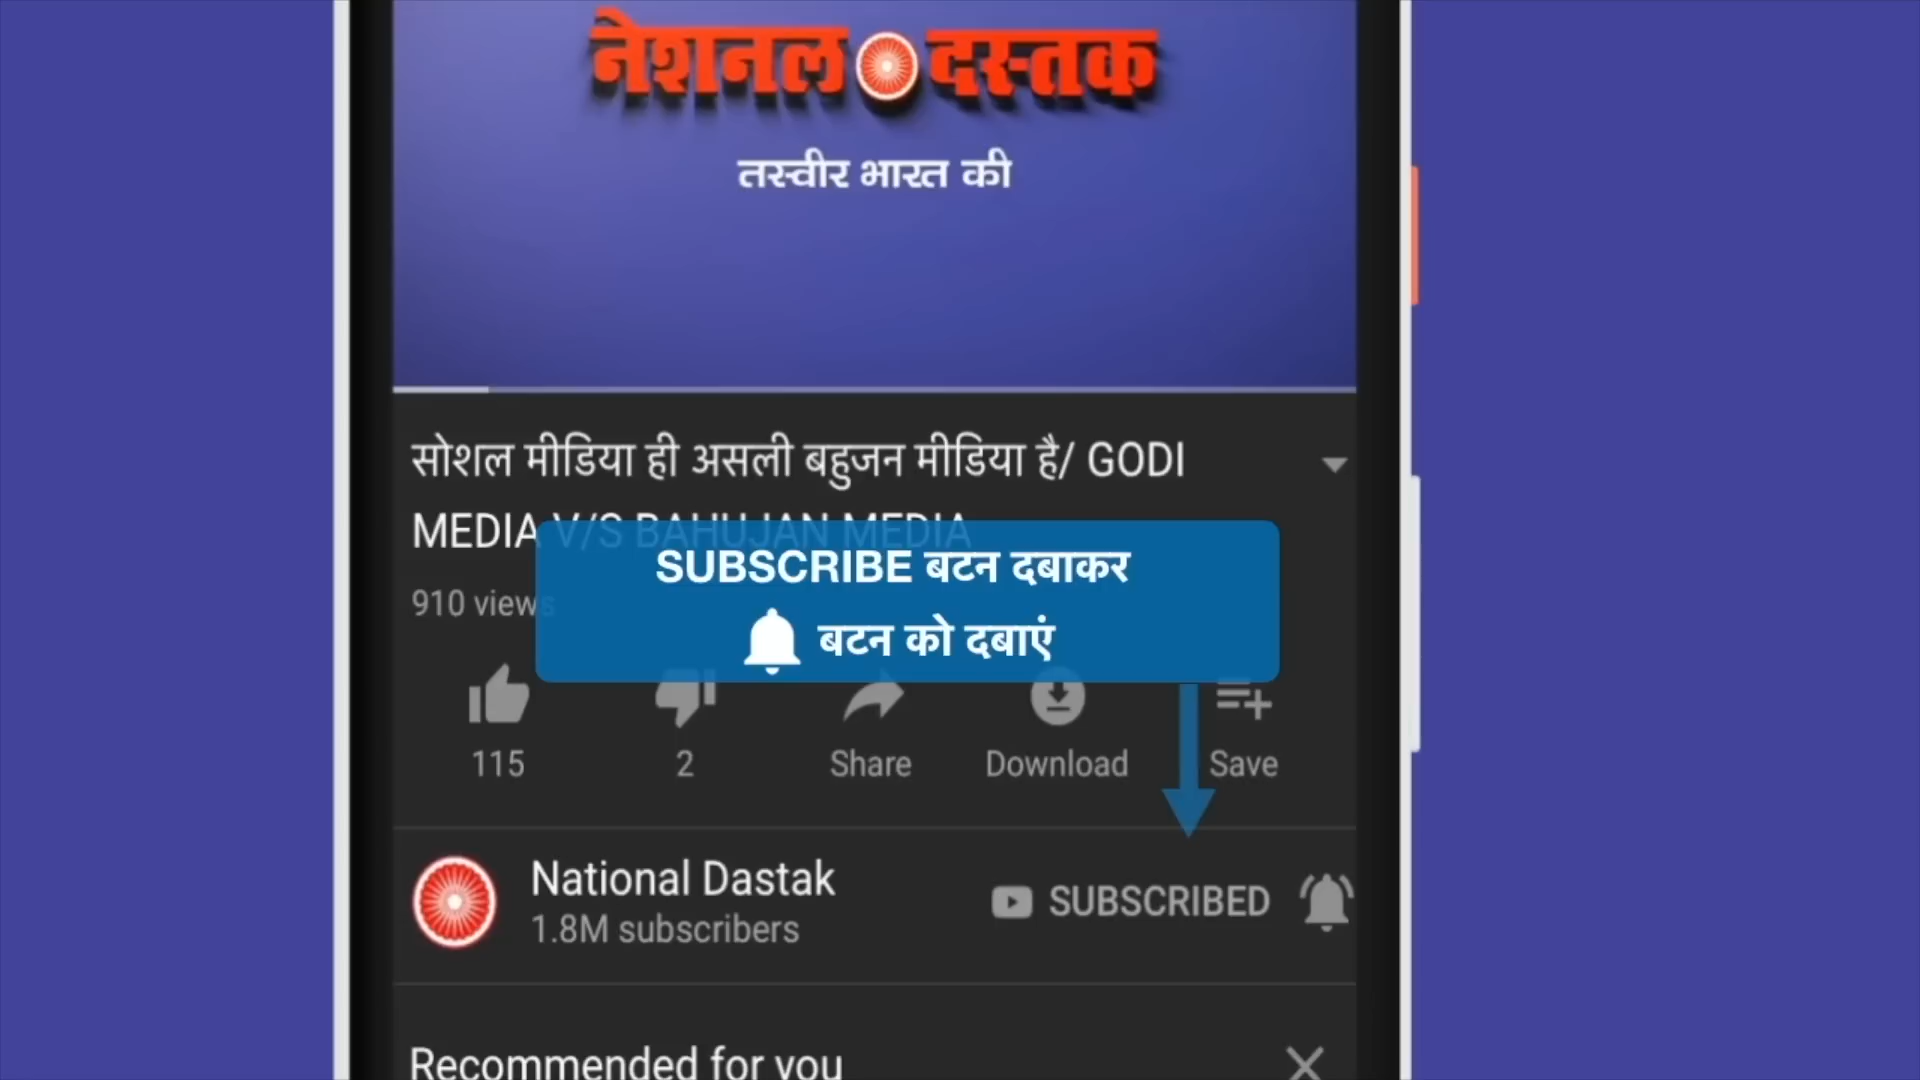 नेशनल दस्तक
तस्वीर भारत की
सोशल मीडिया ही असली बहुजन मीडिया है/ GODI
MEDIA V/S BAHUJAN MEDIA
SUBSCRIBE बटन दबाकर
बटन को दबाएं
910 views
115
2
Share
Download
Save
National Dastak
1.8M subscribers
SUBSCRIBED
Recommended for you